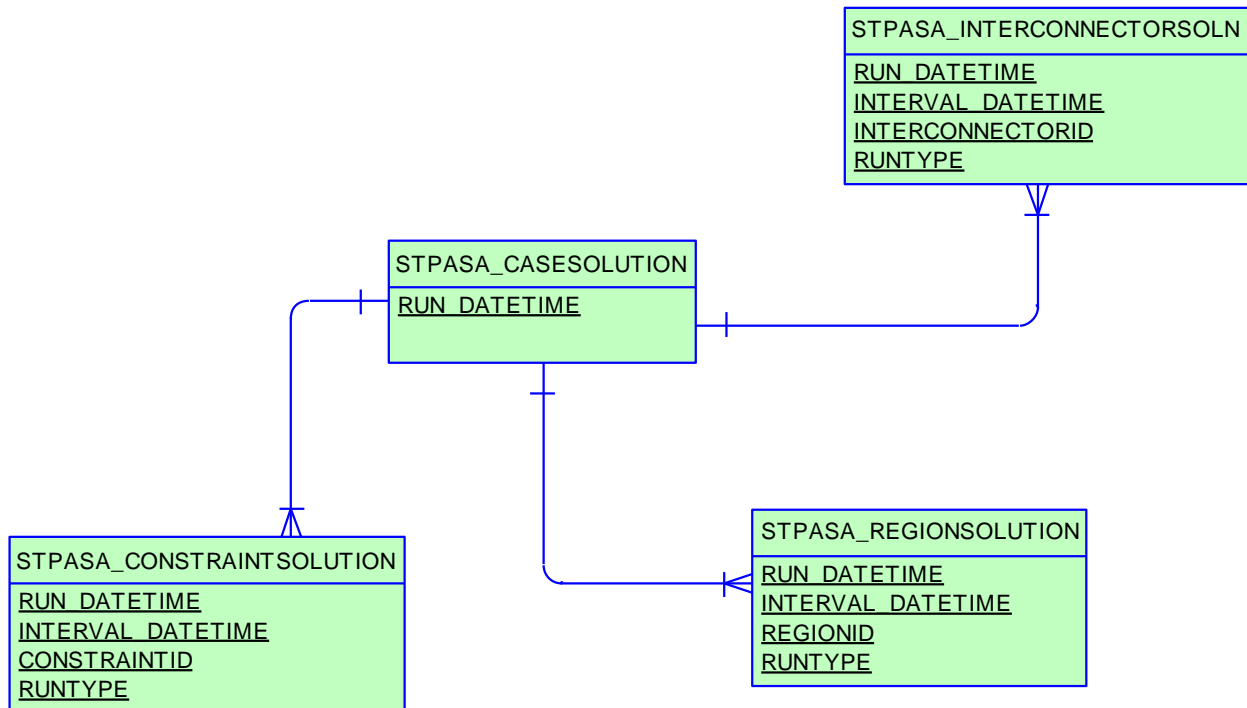 STPASA_INTERCONNECTORSOLN
RUN_DATETIME
INTERVAL_DATETIME
INTERCONNECTORID
RUNTYPE
STPASA_CASESOLUTION
RUN_DATETIME
STPASA_CONSTRAINTSOLUTION
RUN_DATETIME
INTERVAL_DATETIME
CONSTRAINTID
RUNTYPE
STPASA_REGIONSOLUTION
RUN_DATETIME
INTERVAL_DATETIME
REGIONID
RUNTYPE